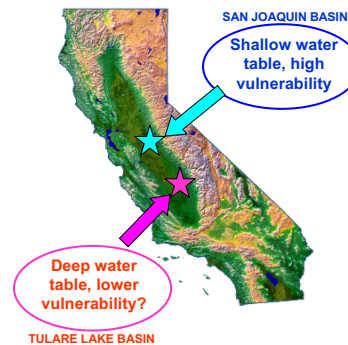 SAN JOAQUIN BASIN
Shallow water
table, high
vulnerability
Deep water
table, lower
vulnerability?
TULARE LAKE BASIN